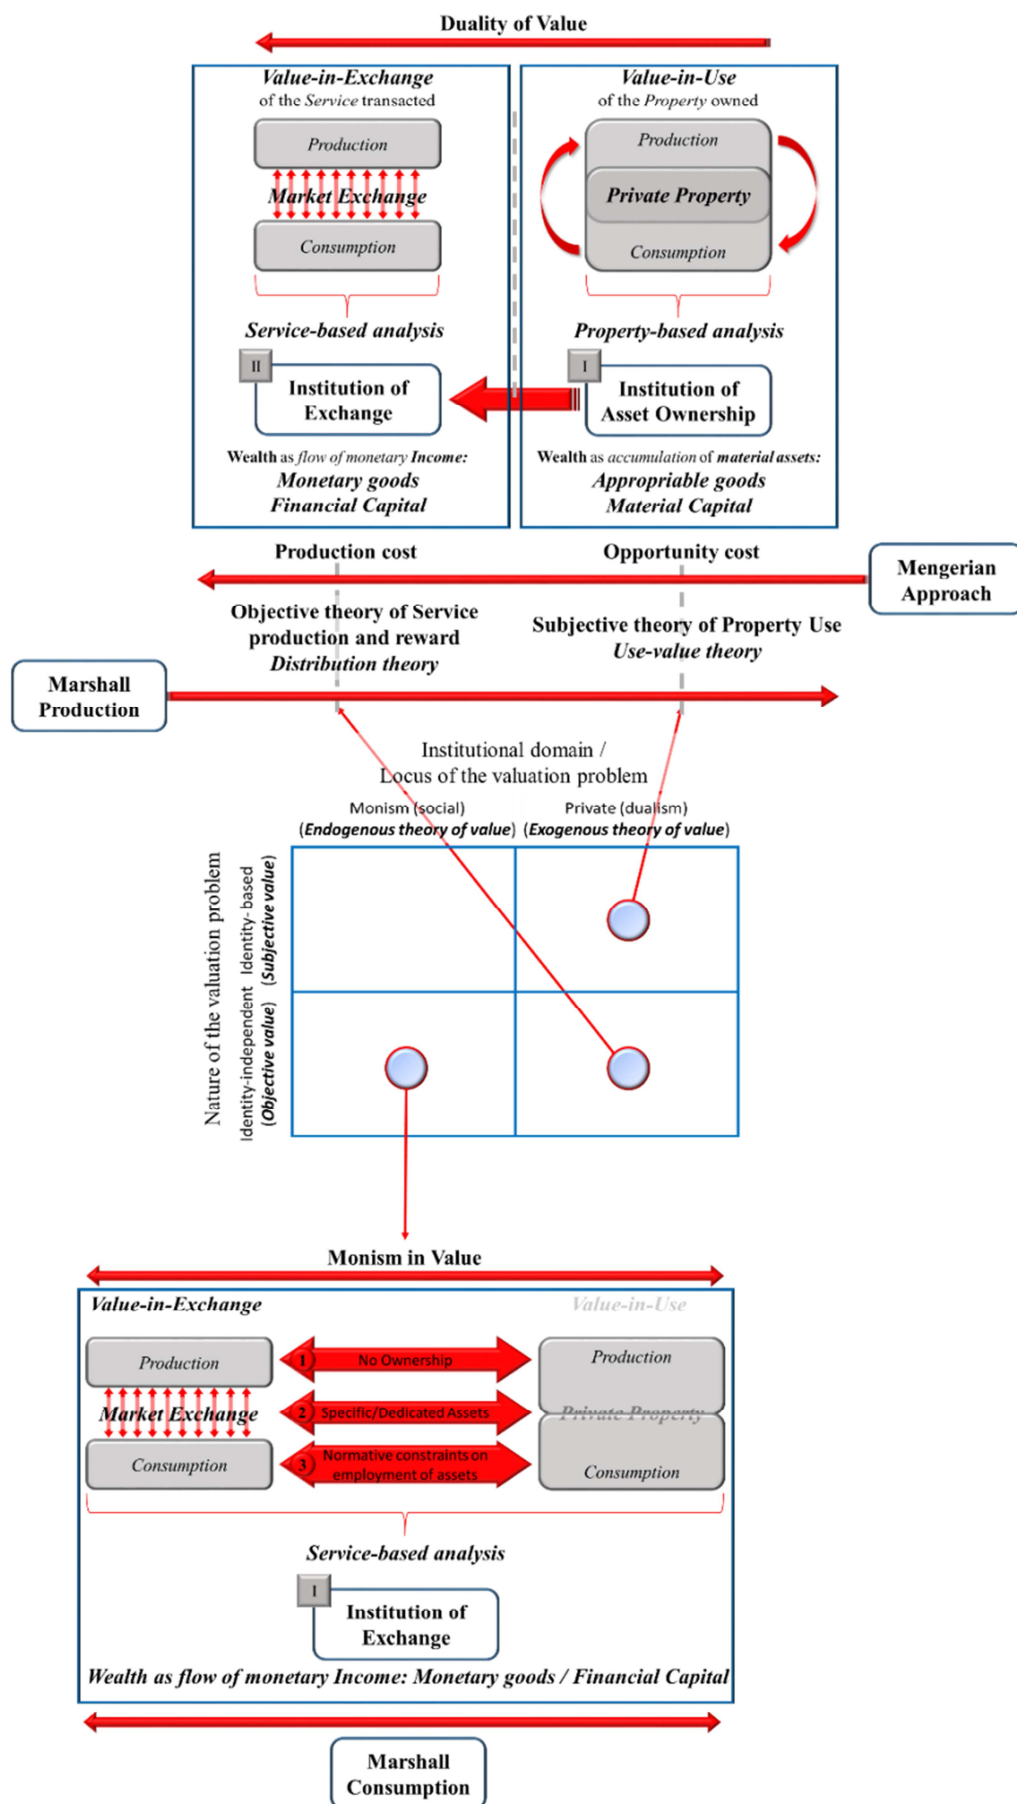 Duality of Value
Value-in-Exchange
of the Service transacted
Production
Market Exchange
Consumption
Service-based analysis
II
Institution of
Exchange
Wealth as flow of monetary Income:
Monetary goods
Financial Capital
Value-in-Use
of the Property owned
Production
Private Property
Consumption
Property-based analysis
I
Institution of
Asset Ownership
Wealth as accumulation of material assets:
Appropriable goods
Material Capital
Production cost
Opportunity cost
Mengerian
Approach
Objective theory of Service
production and reward
Distribution theory
Subjective theory of Property Use
Use-value theory
Marshall
Production
Institutional domain /
Locus of the valuation problem
Monism (social)
(Endogenous theory of value)
Private (dualism)
(Exogenous theory of value)
Nature of the valuation problem
Identity-based
(Subjective value)
Identity-independent
(Objective value)
Monism in Value
Value-in-Exchange
Value-in-Use
Production
Market Exchange
Consumption
1 No Ownership
2 Specific/Dedicated Assets
3 Normative constraints on
employment of assets
Production
Private Property
Consumption
Service-based analysis
I
Institution of
Exchange
Wealth as flow of monetary Income: Monetary goods / Financial Capital
Marshall
Consumption